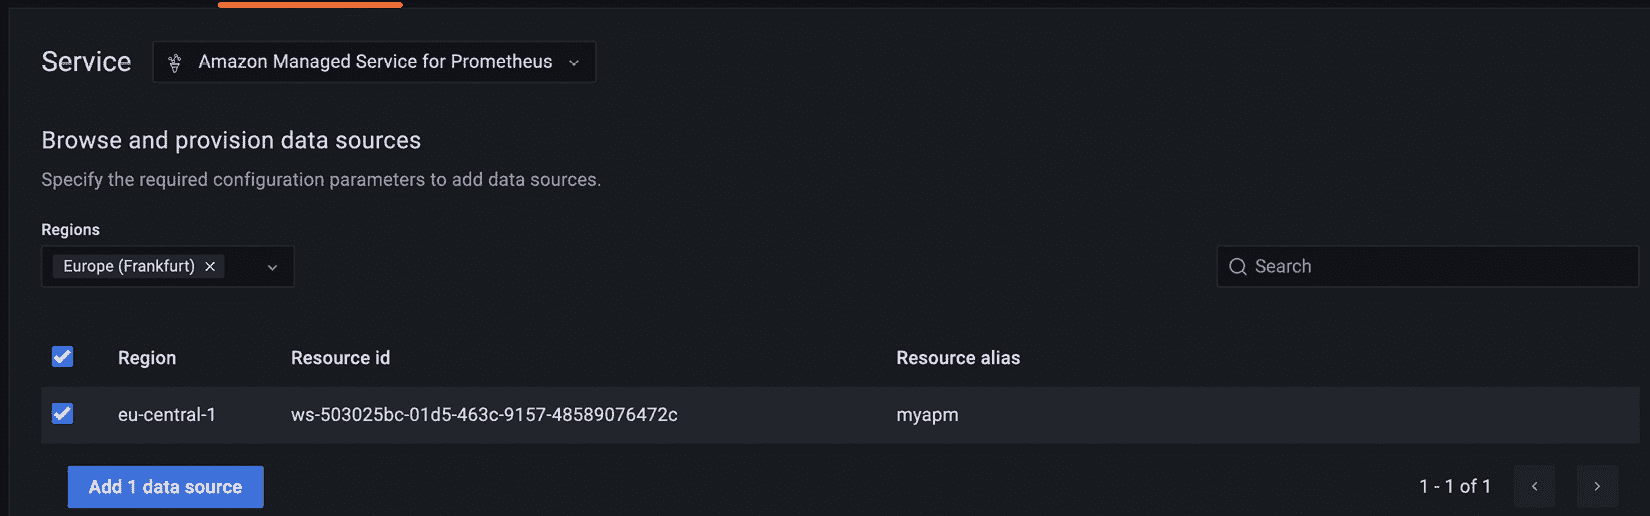 Service Amazon Managed Service for Prometheus
Browse and provision data sources
Specify the required configuration parameters to add data sources.
Regions
Europe (Frankfurt) Search
Region Resource id Resource alias
eu-central-1 ws-503025bc-01d5-463c-9157-48589076472c myapm
Add 1 data source 1 - 1 of 1